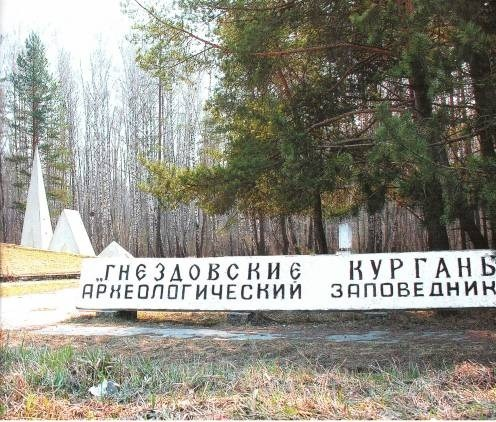 „ГНЕЗДОВСКИЕ КУРГАНЫ
АРХЕОЛОГИЧЕСКИЙ ЗАПОВЕДНИК